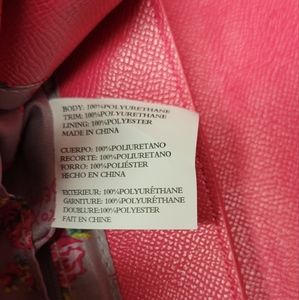 BODY: 100%POLYURETHANE
TRIM: 100%POLYURETHANE
LINING: 100%POLYESTER
MADE IN CHINA
CUERPO: 100%POLIURETANO
RECORTE: 100%POLIURETANO
FORRO: 100%POLIÉSTER
HECHO EN CHINA
EXTERIEUR: 100%POLYURÉTHANE
GARNITURE: 100%POLYURÉTHANE
DOUBLURE:100%POLYESTER
FAIT EN CHINE